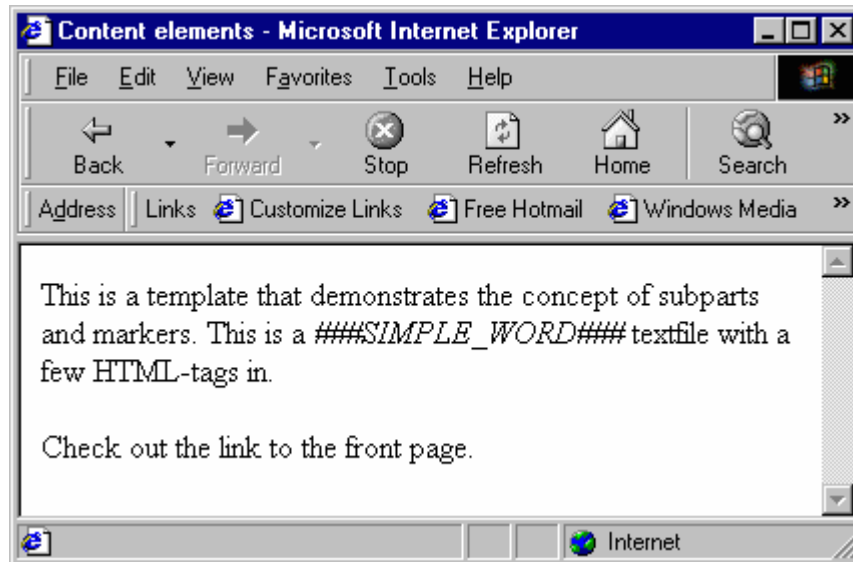 Content elements - Microsoft Internet Explorer
File Edit View Favorites Tools Help
Back Forward Stop Refresh Home Search »
Address Links Customize Links Free Hotmail Windows Media »
This is a template that demonstrates the concept of subparts
and markers. This is a ###SIMPLE_WORD### textfile with a
few HTML-tags in.
Check out the link to the front page.
Internet